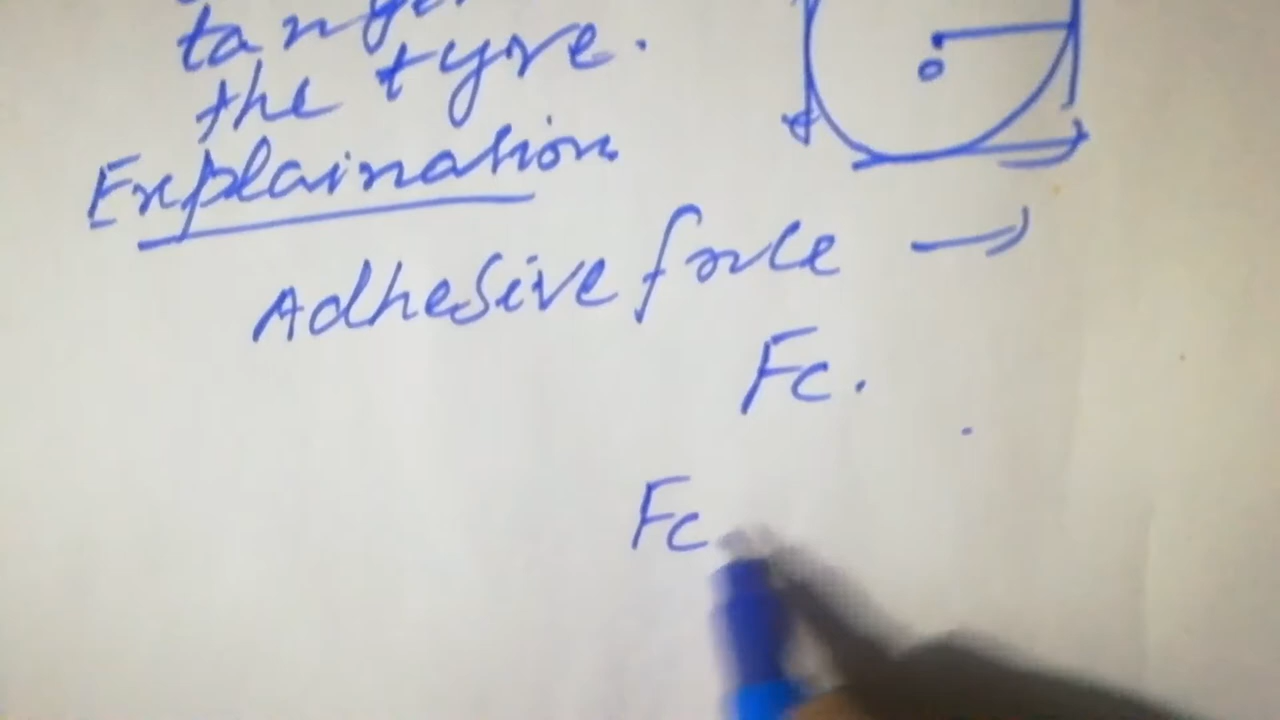 the tyre.
Explaination
o
Adhesive force →
Fc.
Fc